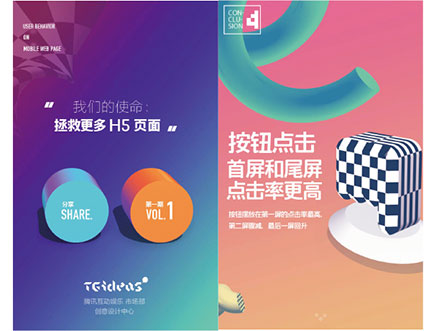 USER BEHAVIOR
ON
MOBILE WEB PAGE
我们的使命:
拯救更多 H5 页面
分享
SHARE.
第一期
VOL.1
TGideas
腾讯互动娱乐 市场部
创意设计中心
CON
CLU-
SION
按钮点击
首屏和尾屏
点击率更高
按钮摆放在第一屏的点击率最高,
第二屏骤减, 最后一屏回升